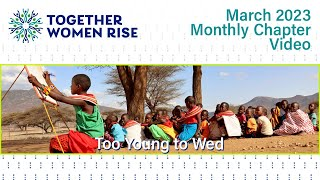 TOGETHER
WOMEN RISE
March 2023
Monthly Chapter
Video
Too Young to Wed